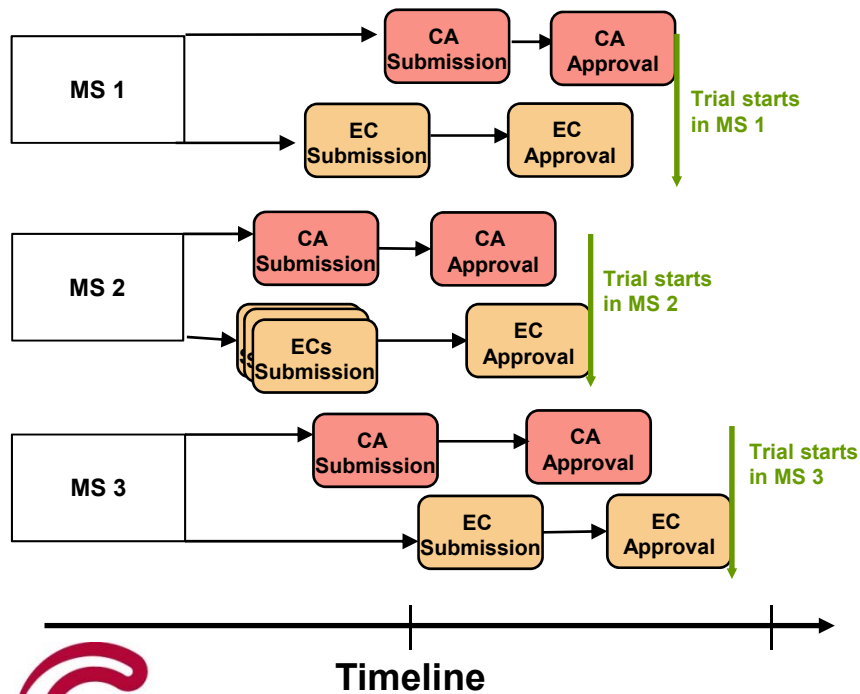 MS 1
CA
Submission
CA
Approval
EC
Submission
EC
Approval
Trial starts
in MS 1
MS 2
CA
Submission
CA
Approval
ECs
Submission
EC
Approval
Trial starts
in MS 2
MS 3
CA
Submission
CA
Approval
EC
Submission
EC
Approval
Trial starts
in MS 3
Timeline